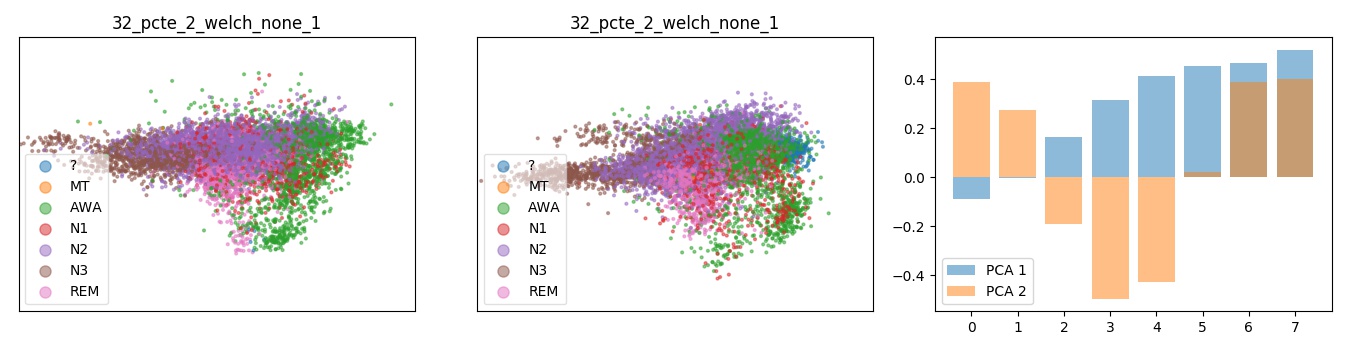 32_pcte_2_welch_none_1
?
MT
AWA
N1
N2
N3
REM
32_pcte_2_welch_none_1
?
MT
AWA
N1
N2
N3
REM
0.4
0.2
0.0
−0.2
−0.4
PCA 1
PCA 2
0 1 2 3 4 5 6 7